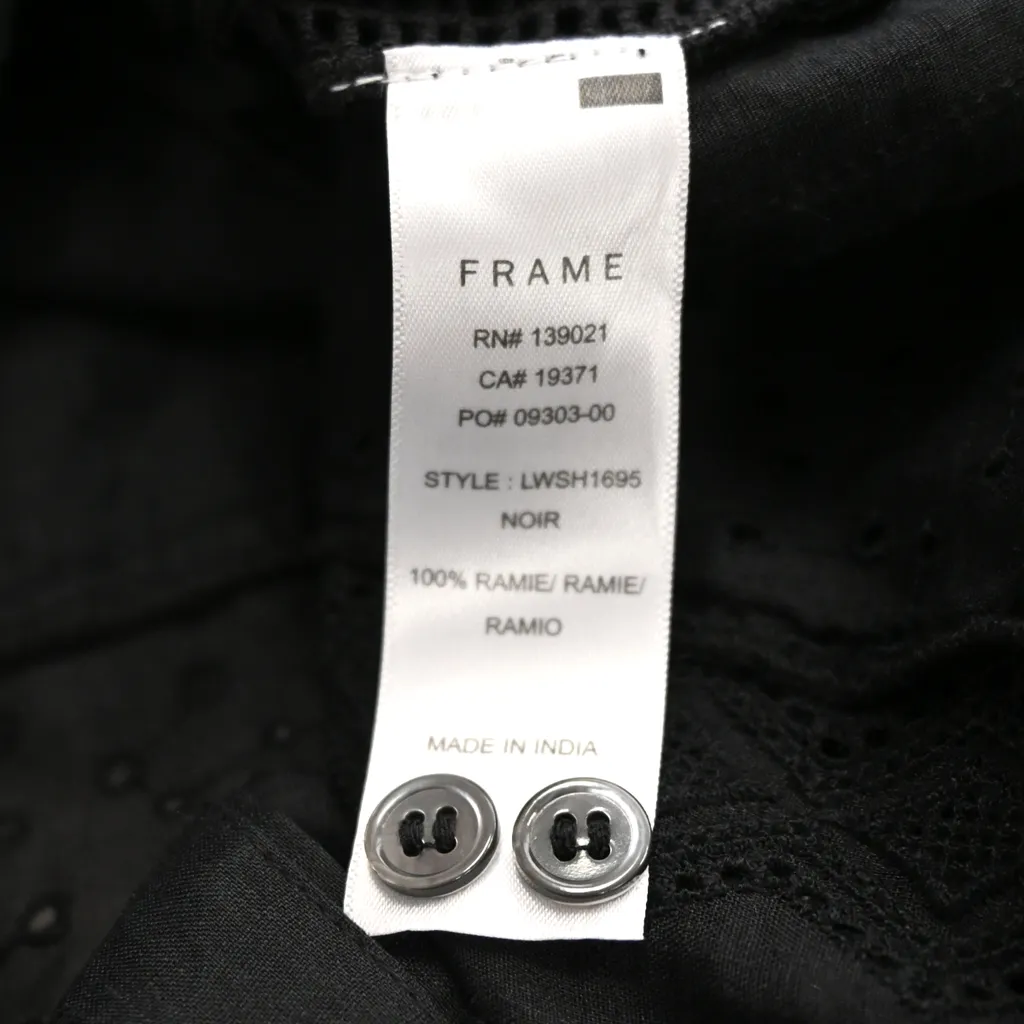 FRAME
RN# 139021
CA# 19371
PO# 09303-00
STYLE : LWSH1695
NOIR
100% RAMIE/ RAMIE/
RAMIO
MADE IN INDIA